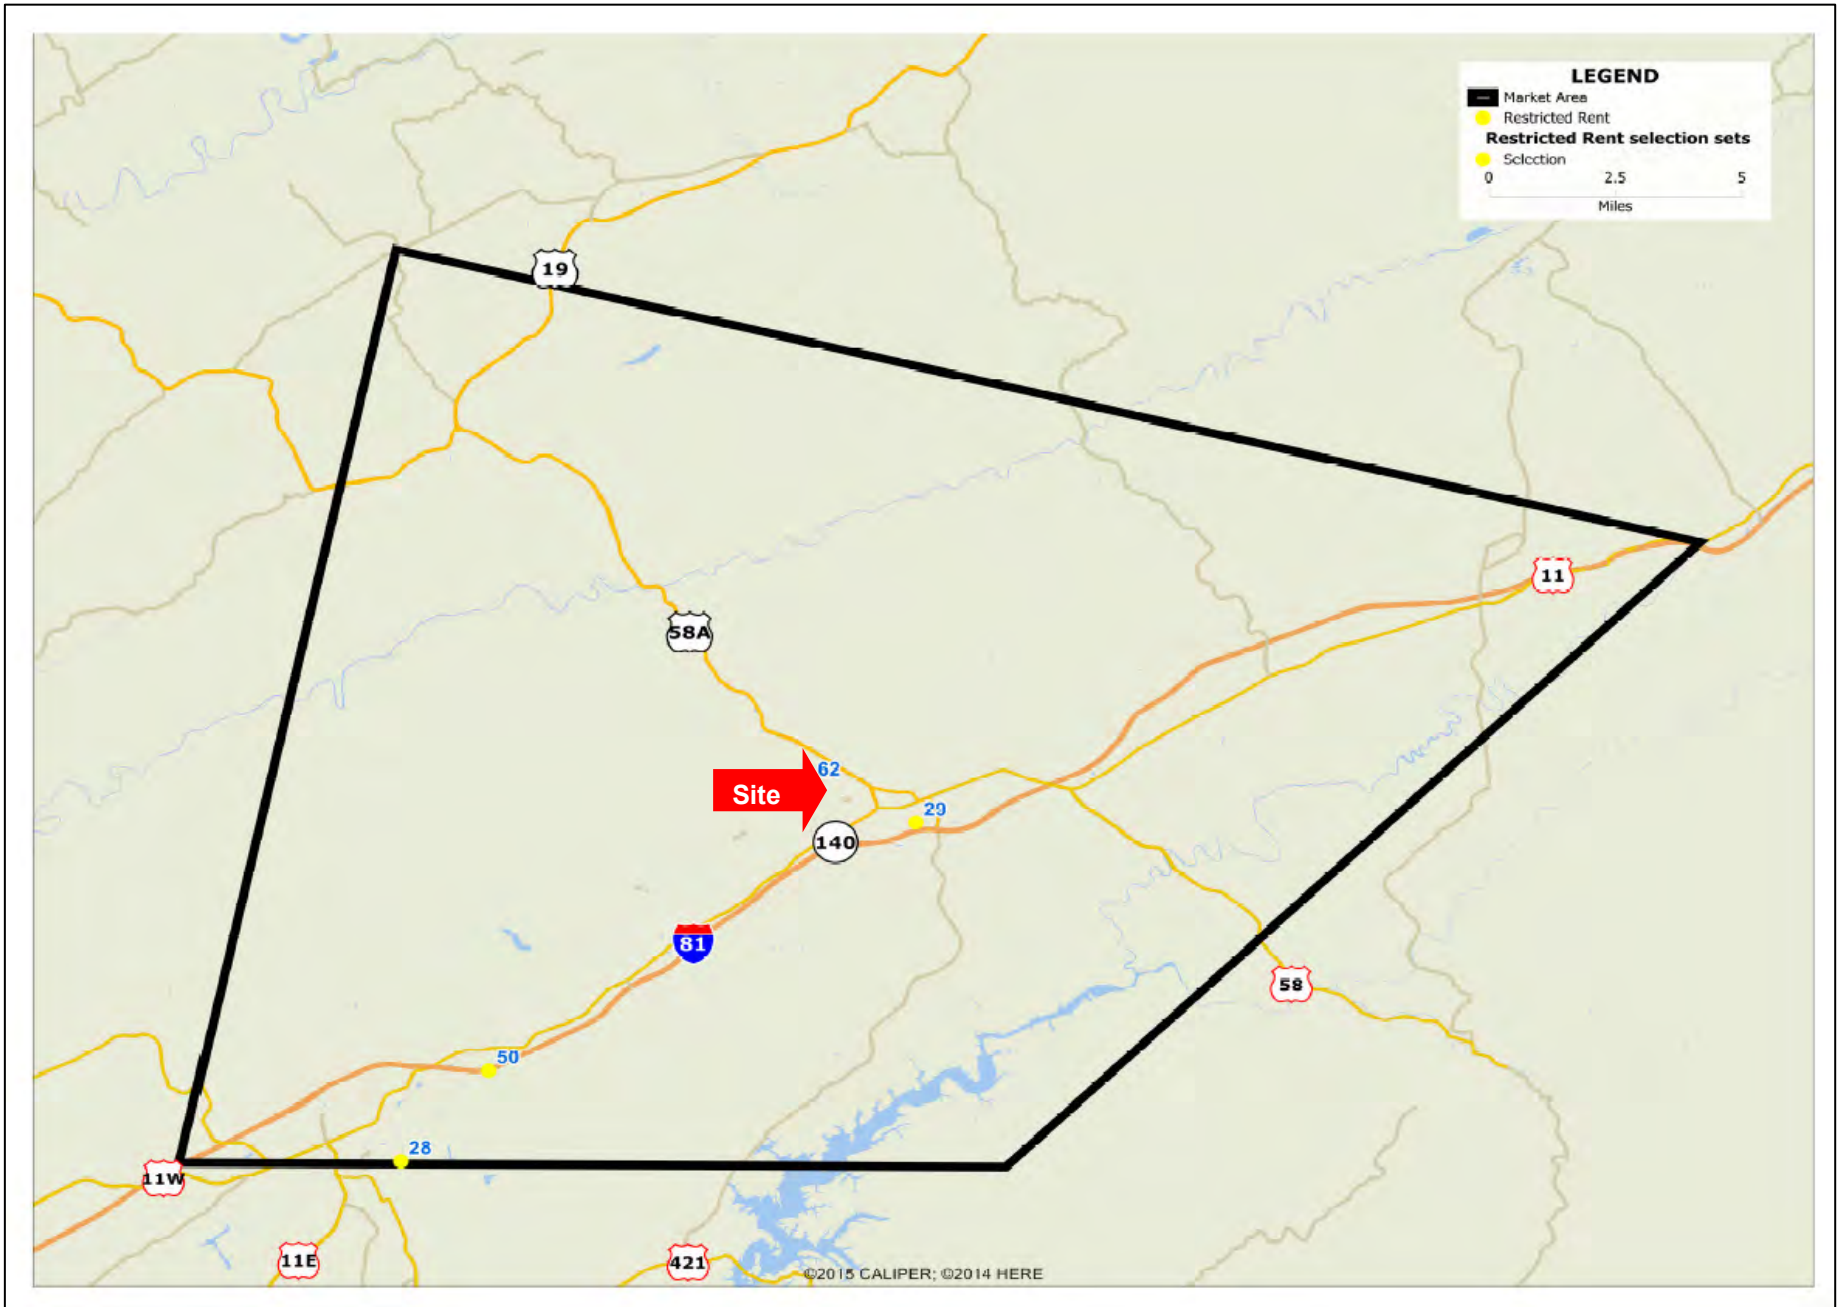 LEGEND
Market Area
Restricted Rent
Restricted Rent selection sets
Selection
0 2.5 5
Miles
19
11
58A
62
Site
29
140
81
58
50
28
11W
11E
421
©2015 CALIPER; ©2014 HERE